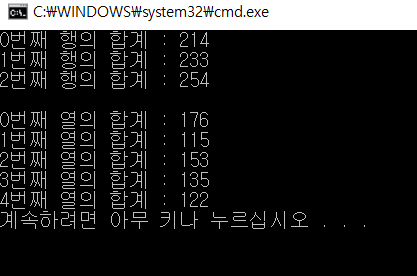 C:₩WINDOWS₩system32₩cmd.exe
0번째 행의 합계 : 214
1번째 행의 합계 : 233
2번째 행의 합계 : 254
0번째 열의 합계 : 176
1번째 열의 합계 : 115
2번째 열의 합계 : 153
3번째 열의 합계 : 135
4번째 열의 합계 : 122
계속하려면 아무 키나 누르십시오 . . .